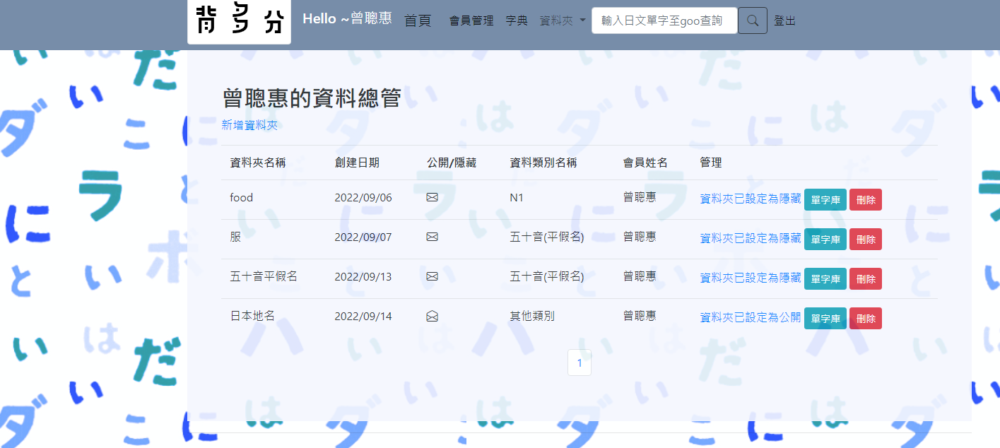 背多分 Hello ~曾聰惠 首頁 會員管理 字典 資料夾 輸入日文單字至goo查詢 登出
曾聰惠的資料總管
新增資料夾
資料夾名稱 創建日期 公開/隱藏 資料類別名稱 會員姓名 管理
food 2022/09/06 N1 曾聰惠 資料夾已設定為隱藏 單字庫 刪除
服 2022/09/07 五十音(平假名) 曾聰惠 資料夾已設定為隱藏 單字庫 刪除
五十音平假名 2022/09/13 五十音(平假名) 曾聰惠 資料夾已設定為隱藏 單字庫 刪除
日本地名 2022/09/14 其他類別 曾聰惠 資料夾已設定為公開 單字庫 刪除
1